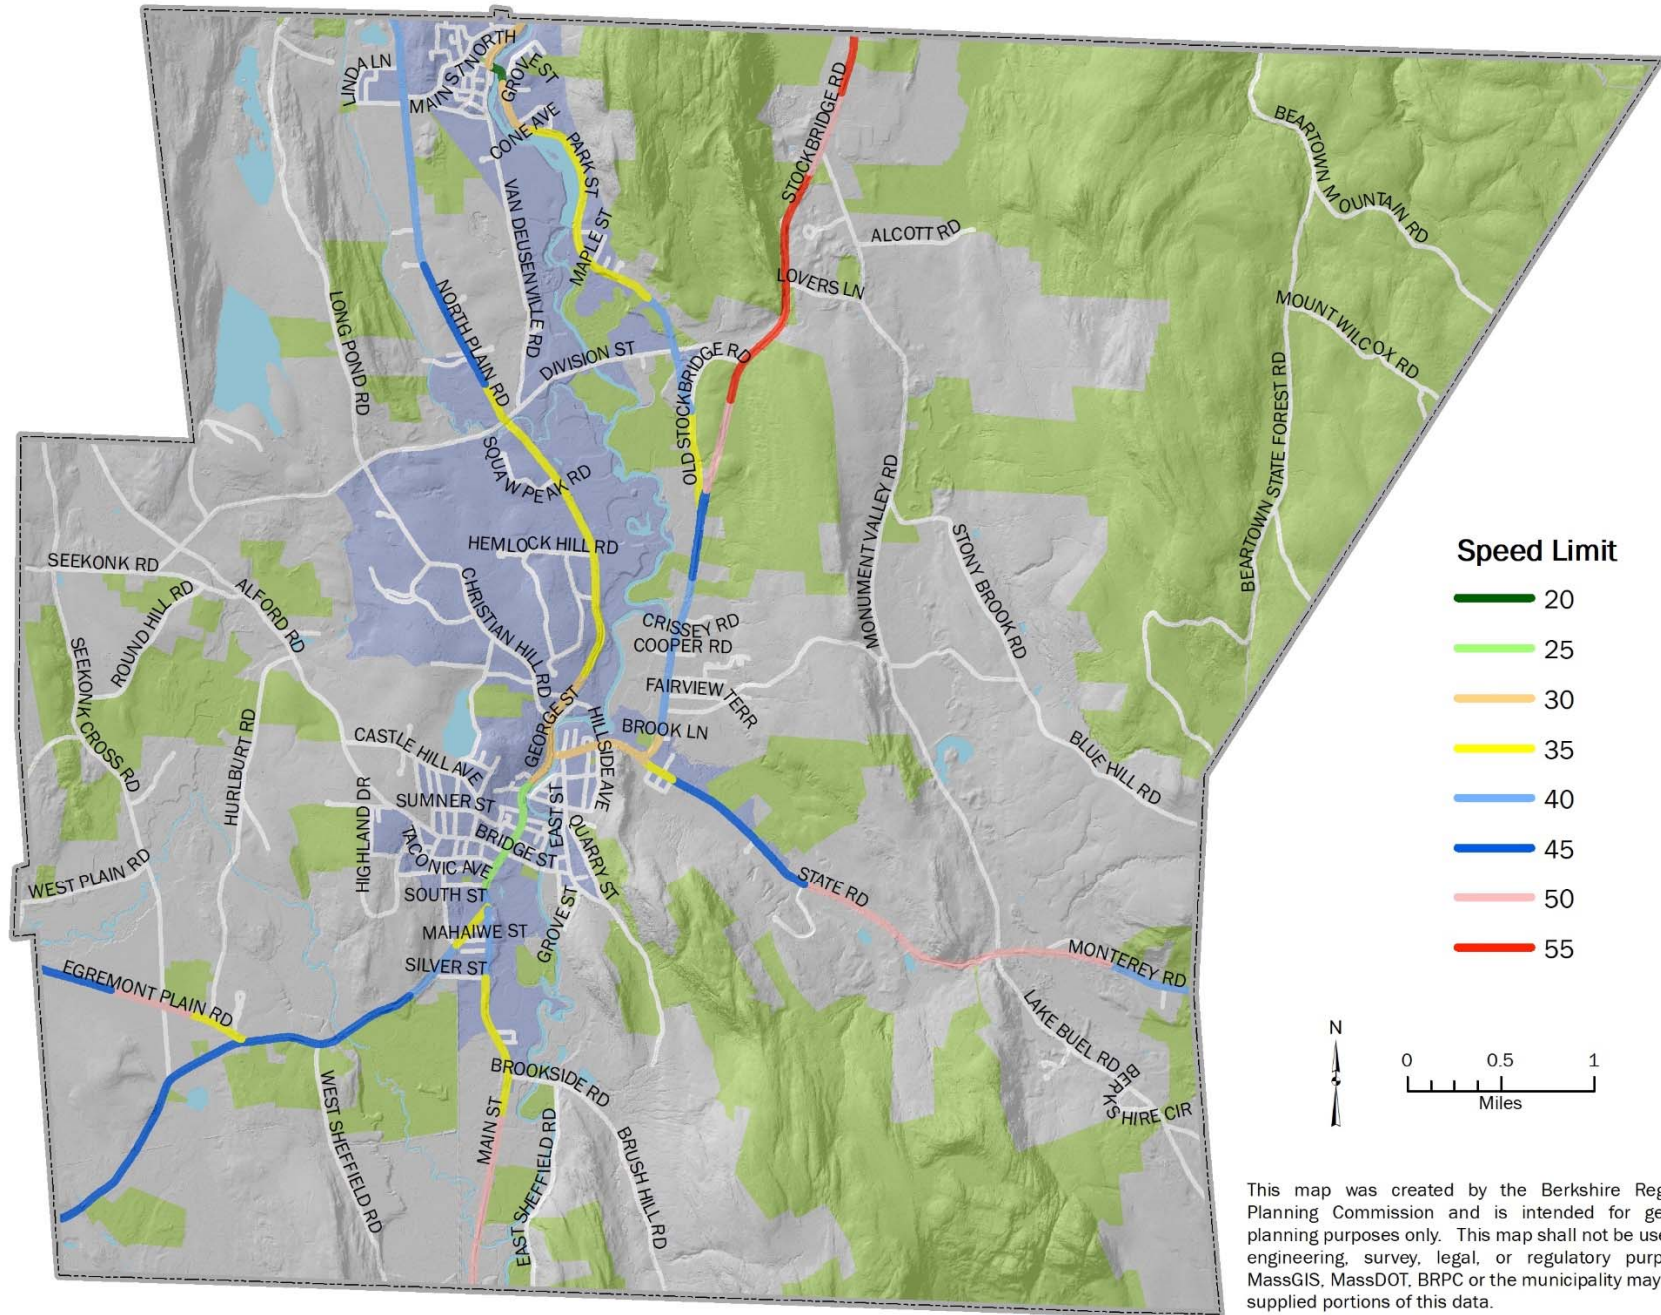 NORTH
LINDA LN
MAIN ST
GROVE ST
CONE AVE
PARK ST
STOCKBRIDGE RD
BEARTOWN MOUNTAIN RD
VAN DEUSENVILLE RD
MAPLE ST
ALCOTT RD
LOVERS LN
LONG POND RD
NORTH PLAIN RD
MOUNT WILCOX RD
DIVISION ST
OLD STOCKBRIDGE RD
BEARTOWN STATE FOREST RD
SQUAW PEAK RD
MONUMENT VALLEY RD
HEMLOCK HILL RD
STONY BROOK RD
SEEKONK RD
ROUND HILL RD
ALFORD RD
CHRISTIAN HILL RD
CRISSEY RD
COOPER RD
SEEKONK CROSS RD
FAIRVIEW TERR
HURLBURT RD
GEORGE ST
HILLSIDE AVE
BROOK LN
CASTLE HILL AVE
BLUE HILL RD
HIGHLAND DR
SUMNER ST
EAST ST
QUARRY ST
TACONIC AVE
BRIDGE ST
WEST PLAIN RD
SOUTH ST
STATE RD
GROVE ST
MAHAIWE ST
SILVER ST
MONTEREY RD
EGREMONT PLAIN RD
LAKE BUEL RD
BERKSHIRE CIR
BROOKSIDE RD
WEST SHEFFIELD RD
MAIN ST
EAST SHEFFIELD RD
BRUSH HILL RD
Speed Limit
20
25
30
35
40
45
50
55
N
0 0.5 1
Miles
This map was created by the Berkshire Reg
Planning Commission and is intended for ge
planning purposes only. This map shall not be use
engineering, survey, legal, or regulatory purp
MassGIS, MassDOT, BRPC or the municipality may
supplied portions of this data.